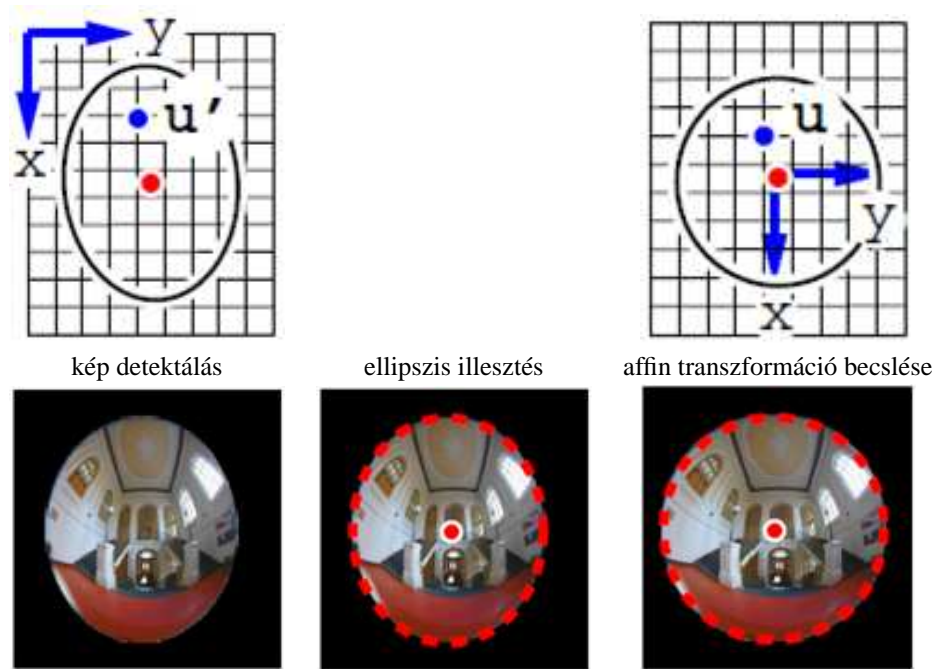 y
u′
x
u
y
x
kép detektálás
ellipszis illesztés
affin transzformáció becslése